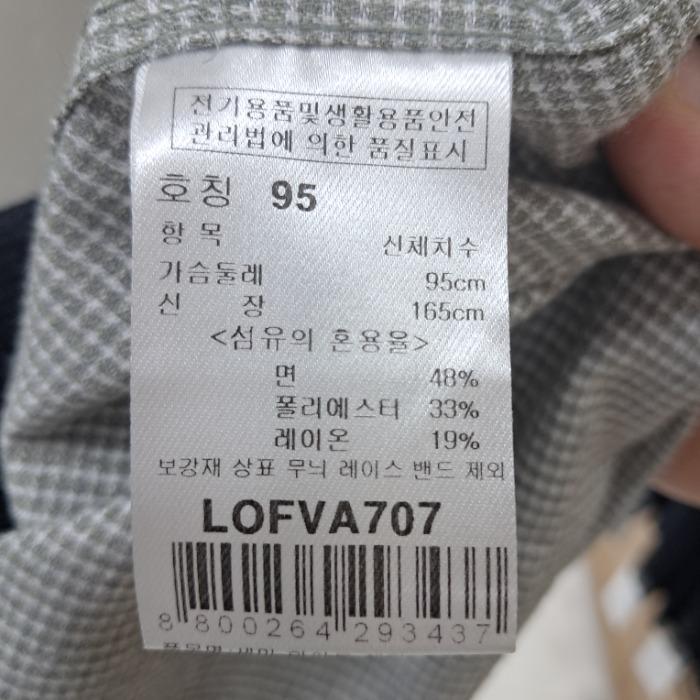 전기용품및생활용품안전
관리법에 의한 품질표시
호칭 95
항목 신체치수
가슴둘레 95cm
신 장 165cm
<섬유의 혼용율>
면 48%
폴리에스터 33%
레이온 19%
보강재 상표 무늬 레이스 밴드 제외
LOFVA707
8 800264 293437